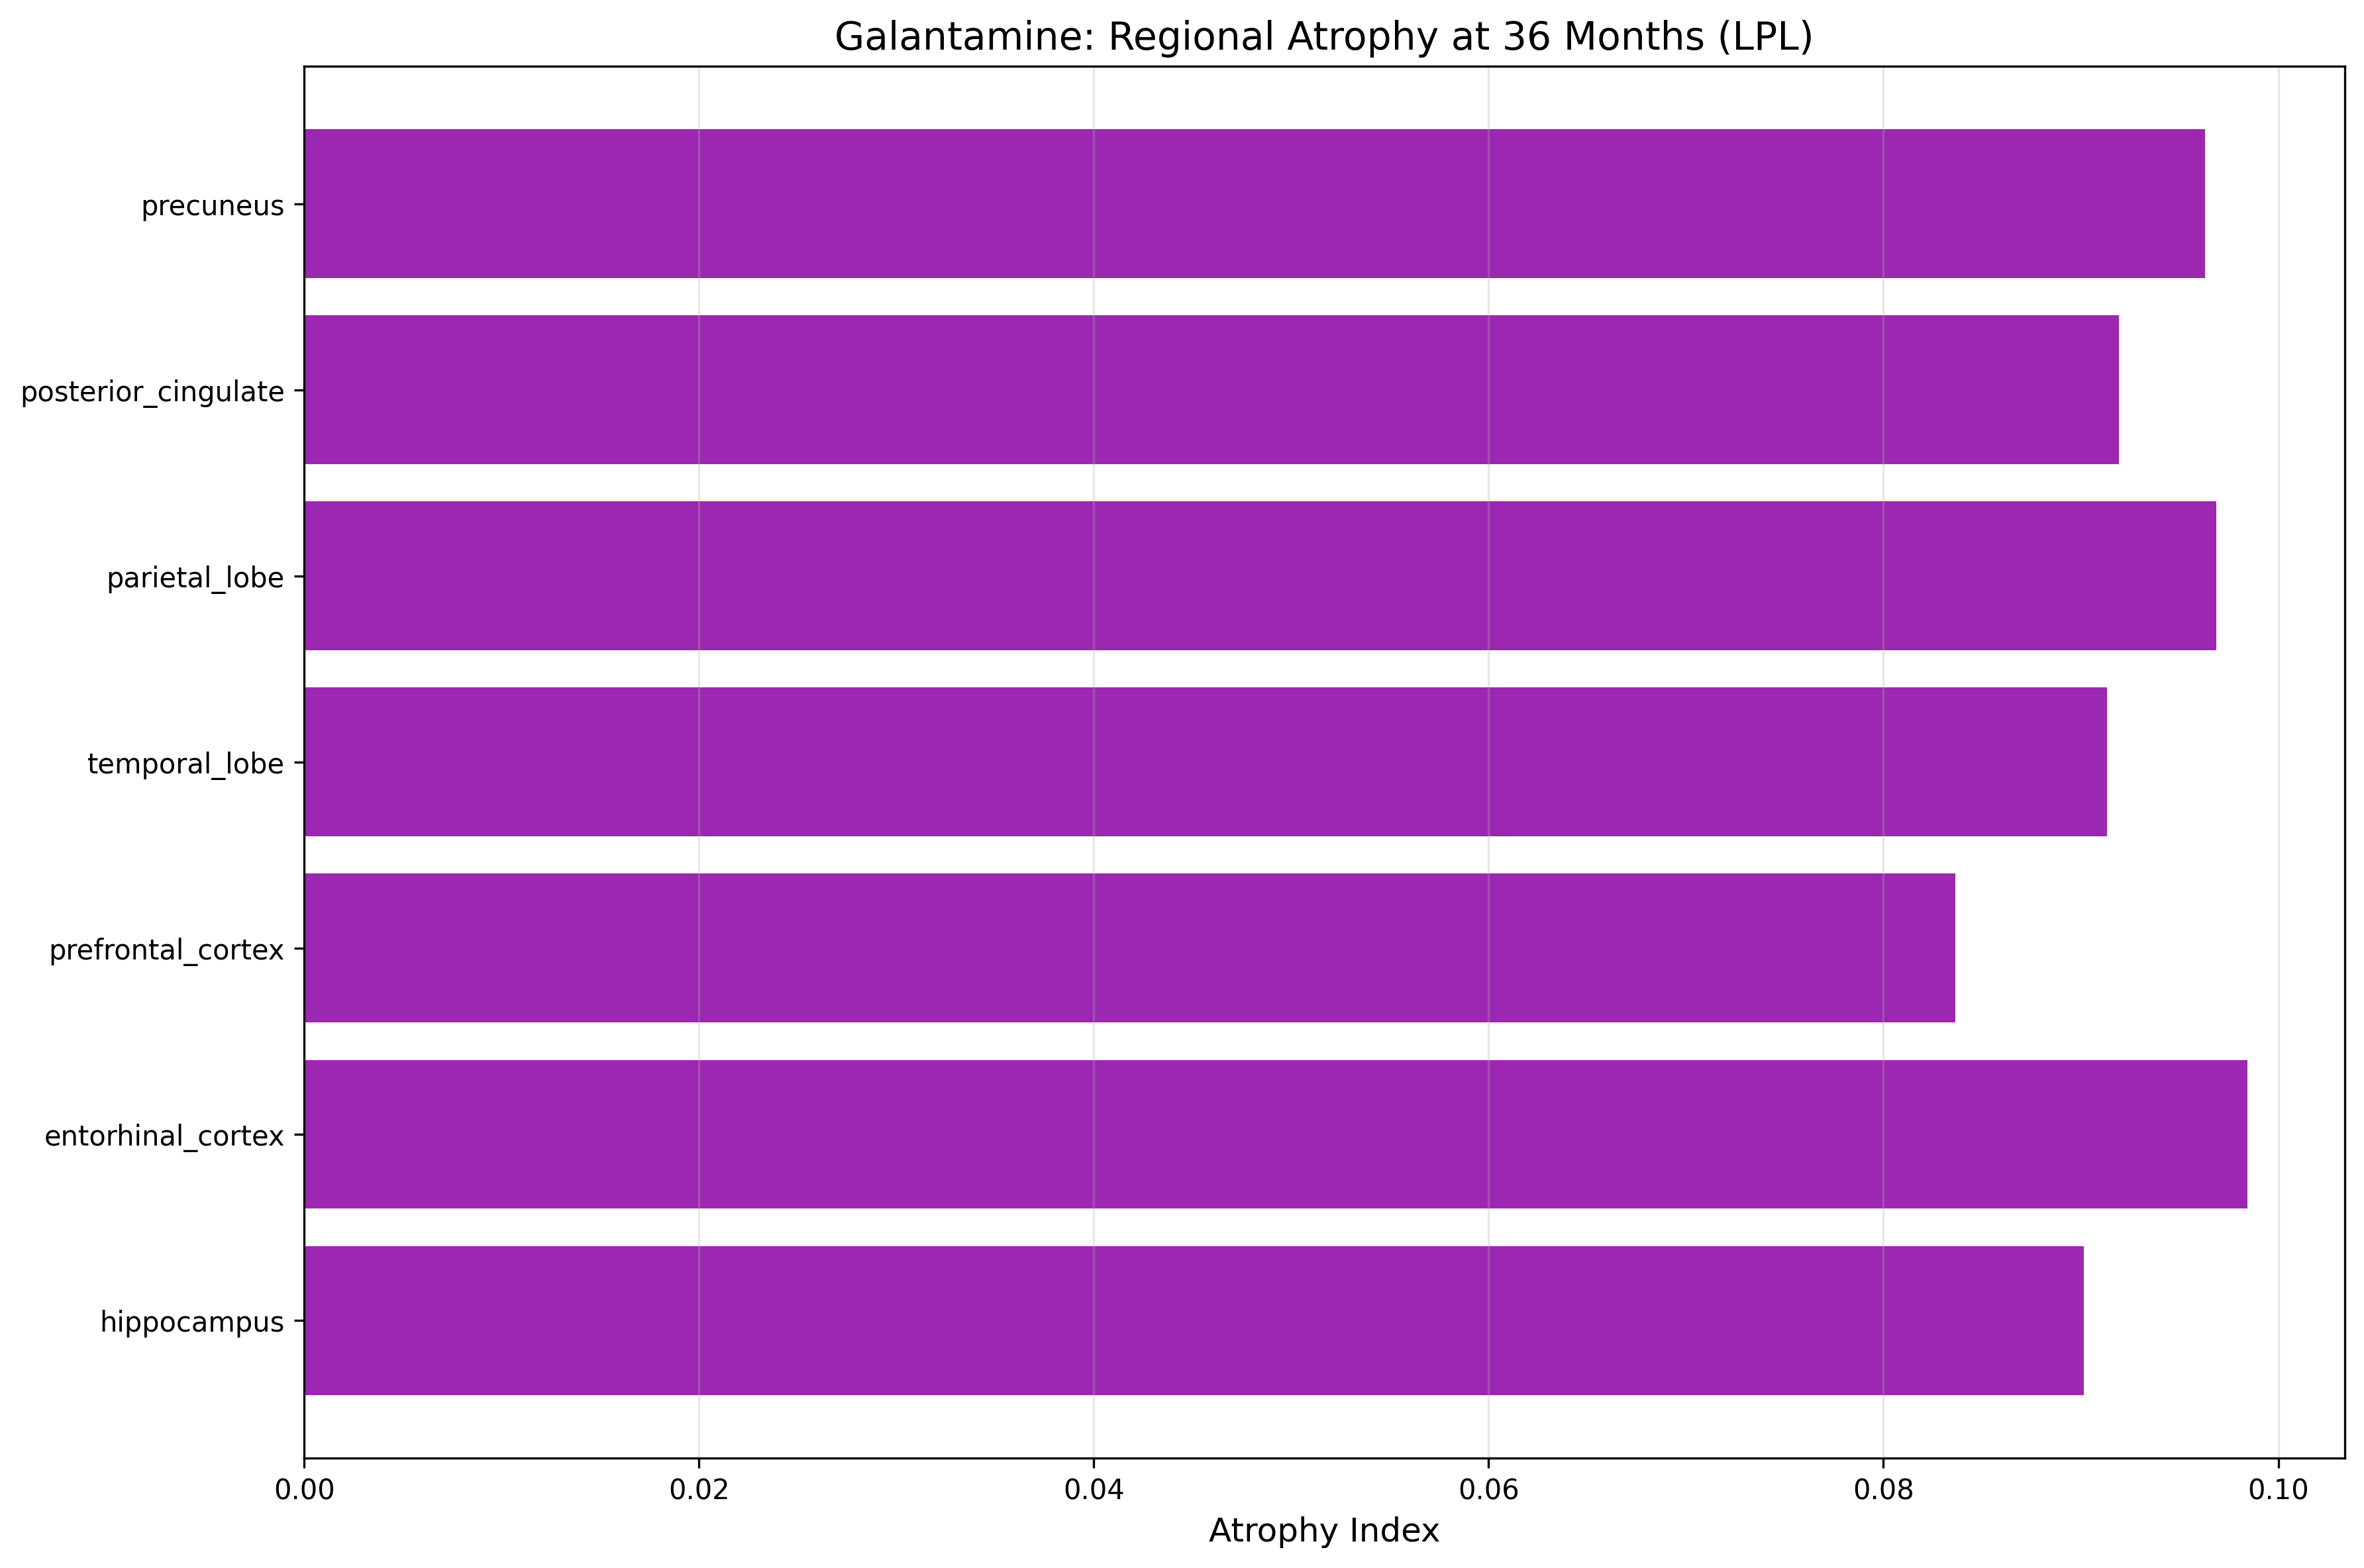 Galantamine: Regional Atrophy at 36 Months (LPL)
precuneus
posterior_cingulate
parietal_lobe
temporal_lobe
prefrontal_cortex
entorhinal_cortex
hippocampus
0.00 0.02 0.04 0.06 0.08 0.10
Atrophy Index